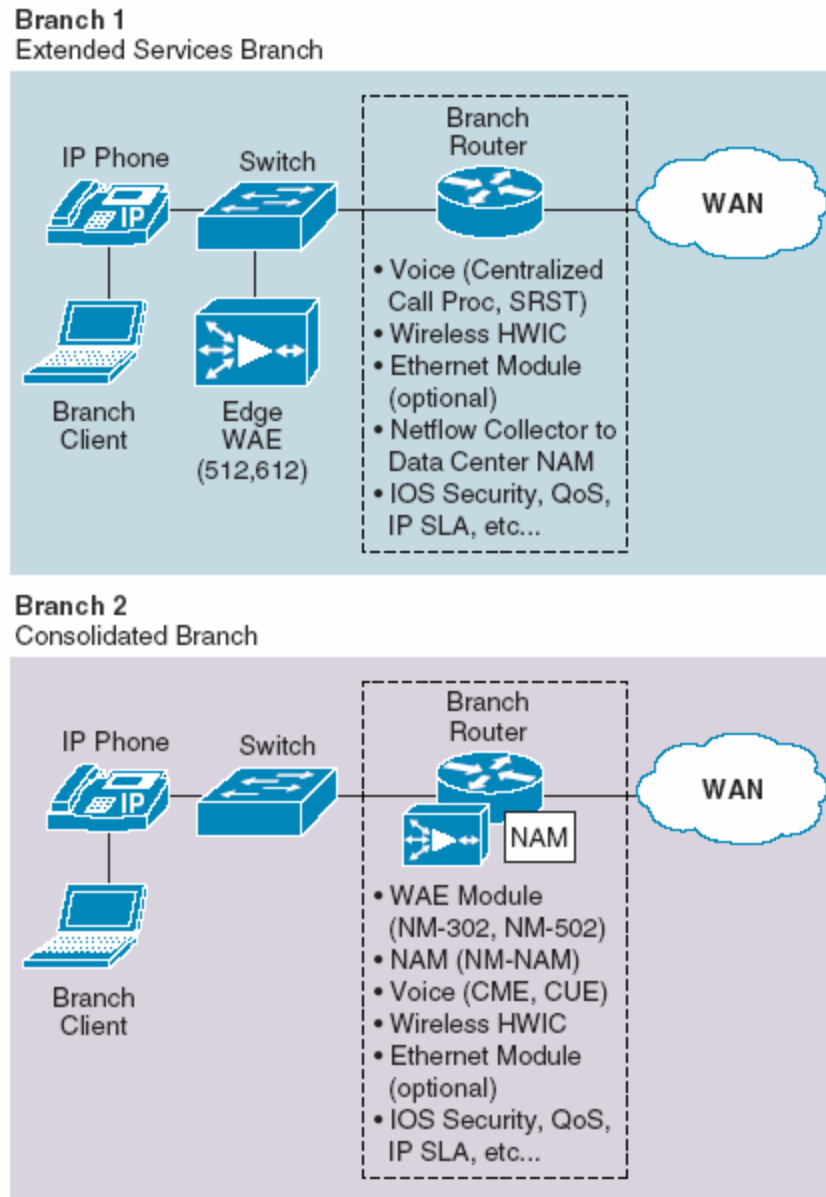 Branch 1
Extended Services Branch
Branch
Router
IP Phone
Switch
IP
WAN
• Voice (Centralized
Call Proc, SRST)
• Wireless HWIC
• Ethernet Module
(optional)
• Netflow Collector to
Data Center NAM
• IOS Security, QoS,
IP SLA, etc...
Branch
Client
Edge
WAE
(512,612)
Branch 2
Consolidated Branch
Branch
Router
IP Phone
Switch
IP
WAN
NAM
• WAE Module
(NM-302, NM-502)
• NAM (NM-NAM)
• Voice (CME, CUE)
• Wireless HWIC
• Ethernet Module
(optional)
• IOS Security, QoS,
IP SLA, etc...
Branch
Client